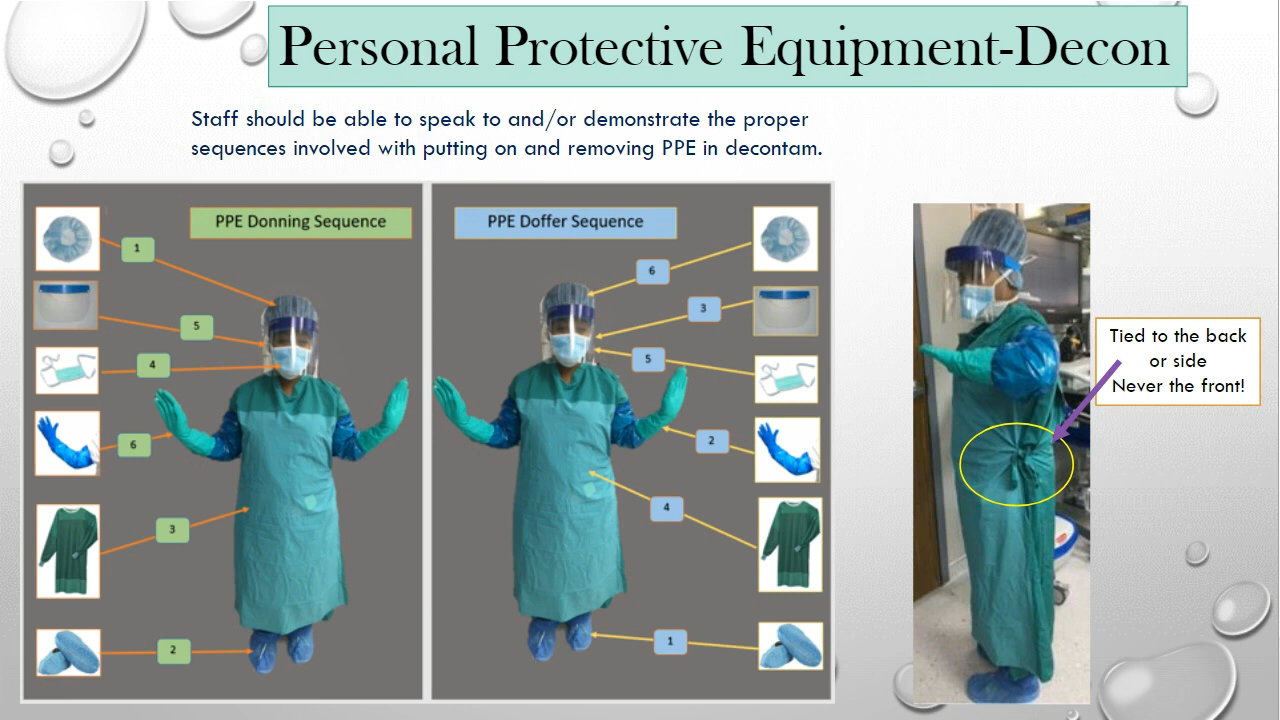 Personal Protective Equipment-Decon
Staff should be able to speak to and/or demonstrate the proper
sequences involved with putting on and removing PPE in decontam.
PPE Donning Sequence
1
5
4
6
3
2
PPE Doffer Sequence
6
3
5
2
4
1
Tied to the back
or side
Never the front!